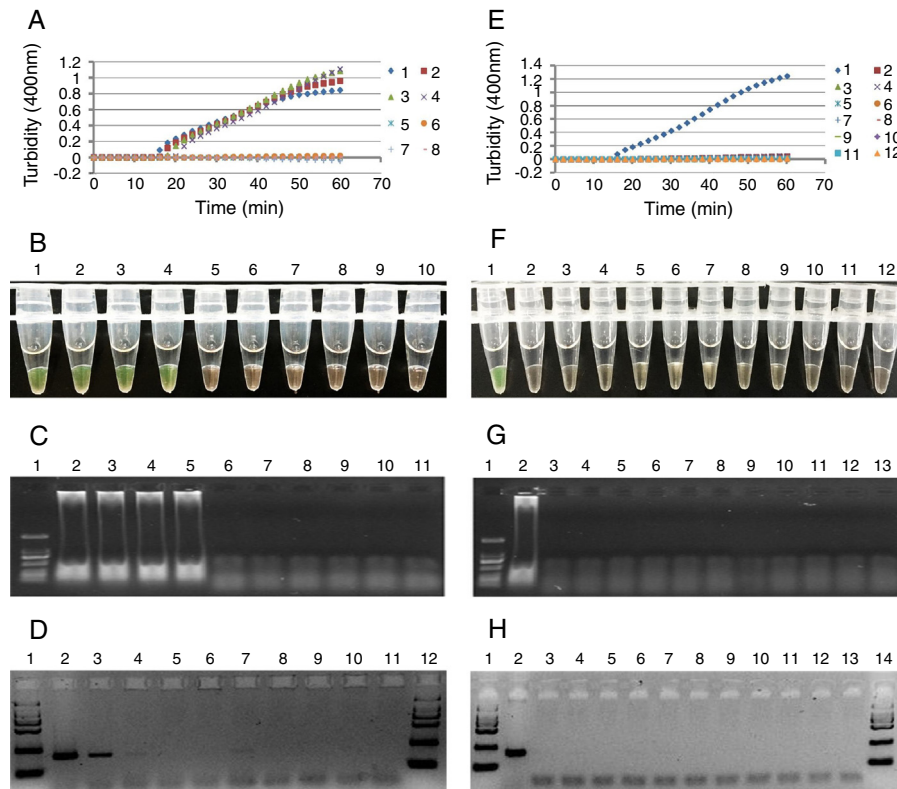 A
Turbidity (400nm)
1.2
1
0.8
0.6
0.4
0.2
0
-0.2
0 10 20 30 40 50 60 70
Time (min)
1 2
3 4
5 6
7 8
E
Turbidity (400nm)
1.4
1.2
1
0.8
0.6
0.4
0.2
0
-0.2
0 10 20 30 40 50 60 70
Time (min)
1 2
3 4
5 6
7 8
9 10
11 12
B
1 2 3 4 5 6 7 8 9 10
F
1 2 3 4 5 6 7 8 9 10 11 12
C
1 2 3 4 5 6 7 8 9 10 11
G
1 2 3 4 5 6 7 8 9 10 11 12 13
D
1 2 3 4 5 6 7 8 9 10 11 12
H
1 2 3 4 5 6 7 8 9 10 11 12 13 14